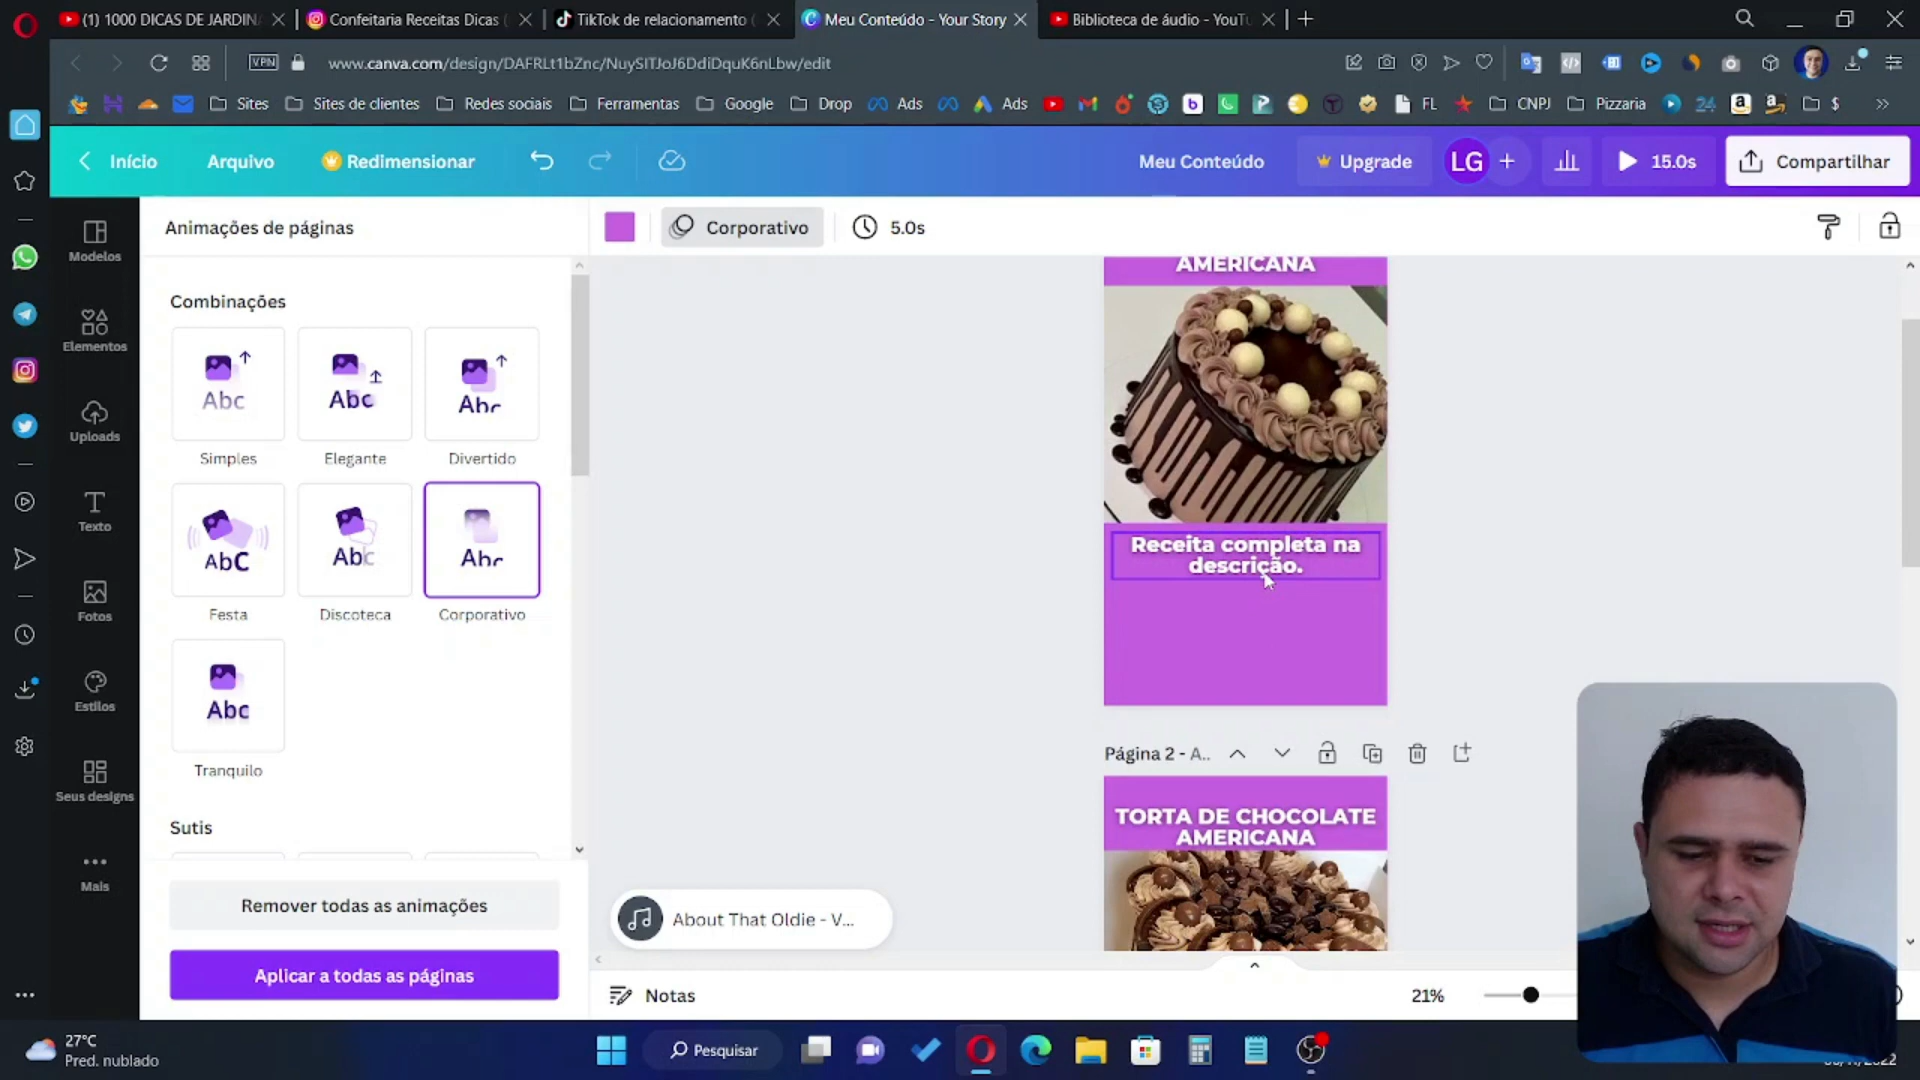 (1) 1000 DICAS DE JARDIN
Confeitaria Receitas Dicas (
TikTok de relacionamento (
Meu Conteúdo - Your Story
Biblioteca de áudio - YouTu
VPN
www.canva.com/design/DAFRLt1bZnc/NuySITJoJ6DdiDquK6nLbw/edit
Sites
Sites de clientes
Redes sociais
Ferramentas
Google
Drop
Ads
Ads
FL
CNPJ
Pizzaria
24
$
Início
Arquivo
Redimensionar
Meu Conteúdo
Upgrade
LG
15.0s
Compartilhar
Modelos
Elementos
Uploads
Texto
Fotos
Estilos
Seus designs
Mais
Animações de páginas
Corporativo
5.0s
Combinações
Abc
Abc
Abc
Simples
Elegante
Divertido
AbC
Abc
Abc
Festa
Discoteca
Corporativo
Abc
Tranquilo
Sutis
Remover todas as animações
Aplicar a todas as páginas
AMERICANA
Receita completa na
descrição.
Página 2 - A..
TORTA DE CHOCOLATE
AMERICANA
About That Oldie - V...
Notas
21%
27°C
Pred. nublado
Pesquisar